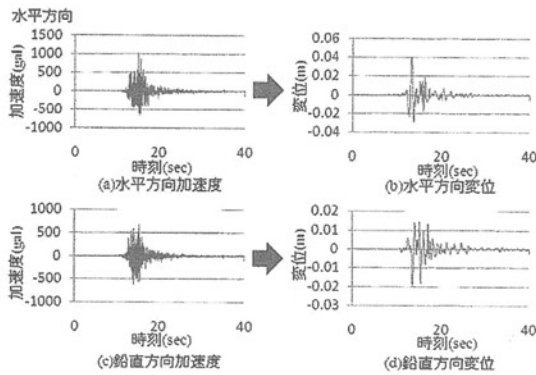 水平方向
加速度(gal)
1500
1000
500
0
-500
-1000
0
20
40
時刻(sec)
(a)水平方向加速度
変位(m)
0.06
0.04
0.02
0.00
-0.02
-0.04
0
20
40
時刻(sec)
(b)水平方向変位
加速度(gal)
1000
500
0
-500
-1000
0
20
40
時刻(sec)
(c)鉛直方向加速度
変位(m)
0.02
0.01
0.00
-0.01
-0.02
-0.03
0
20
40
時刻(sec)
(d)鉛直方向変位